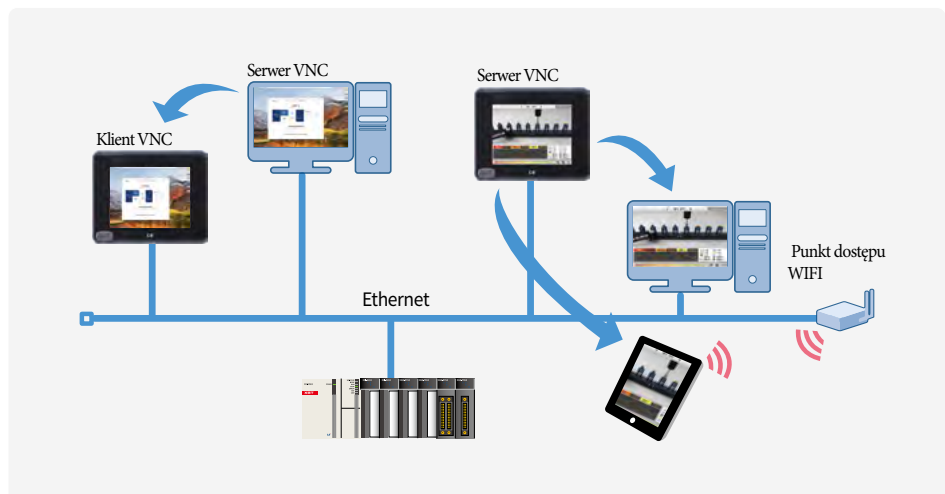 Serwer VNC
Serwer VNC
Klient VNC
Punkt dostępu
WIFI
Ethernet